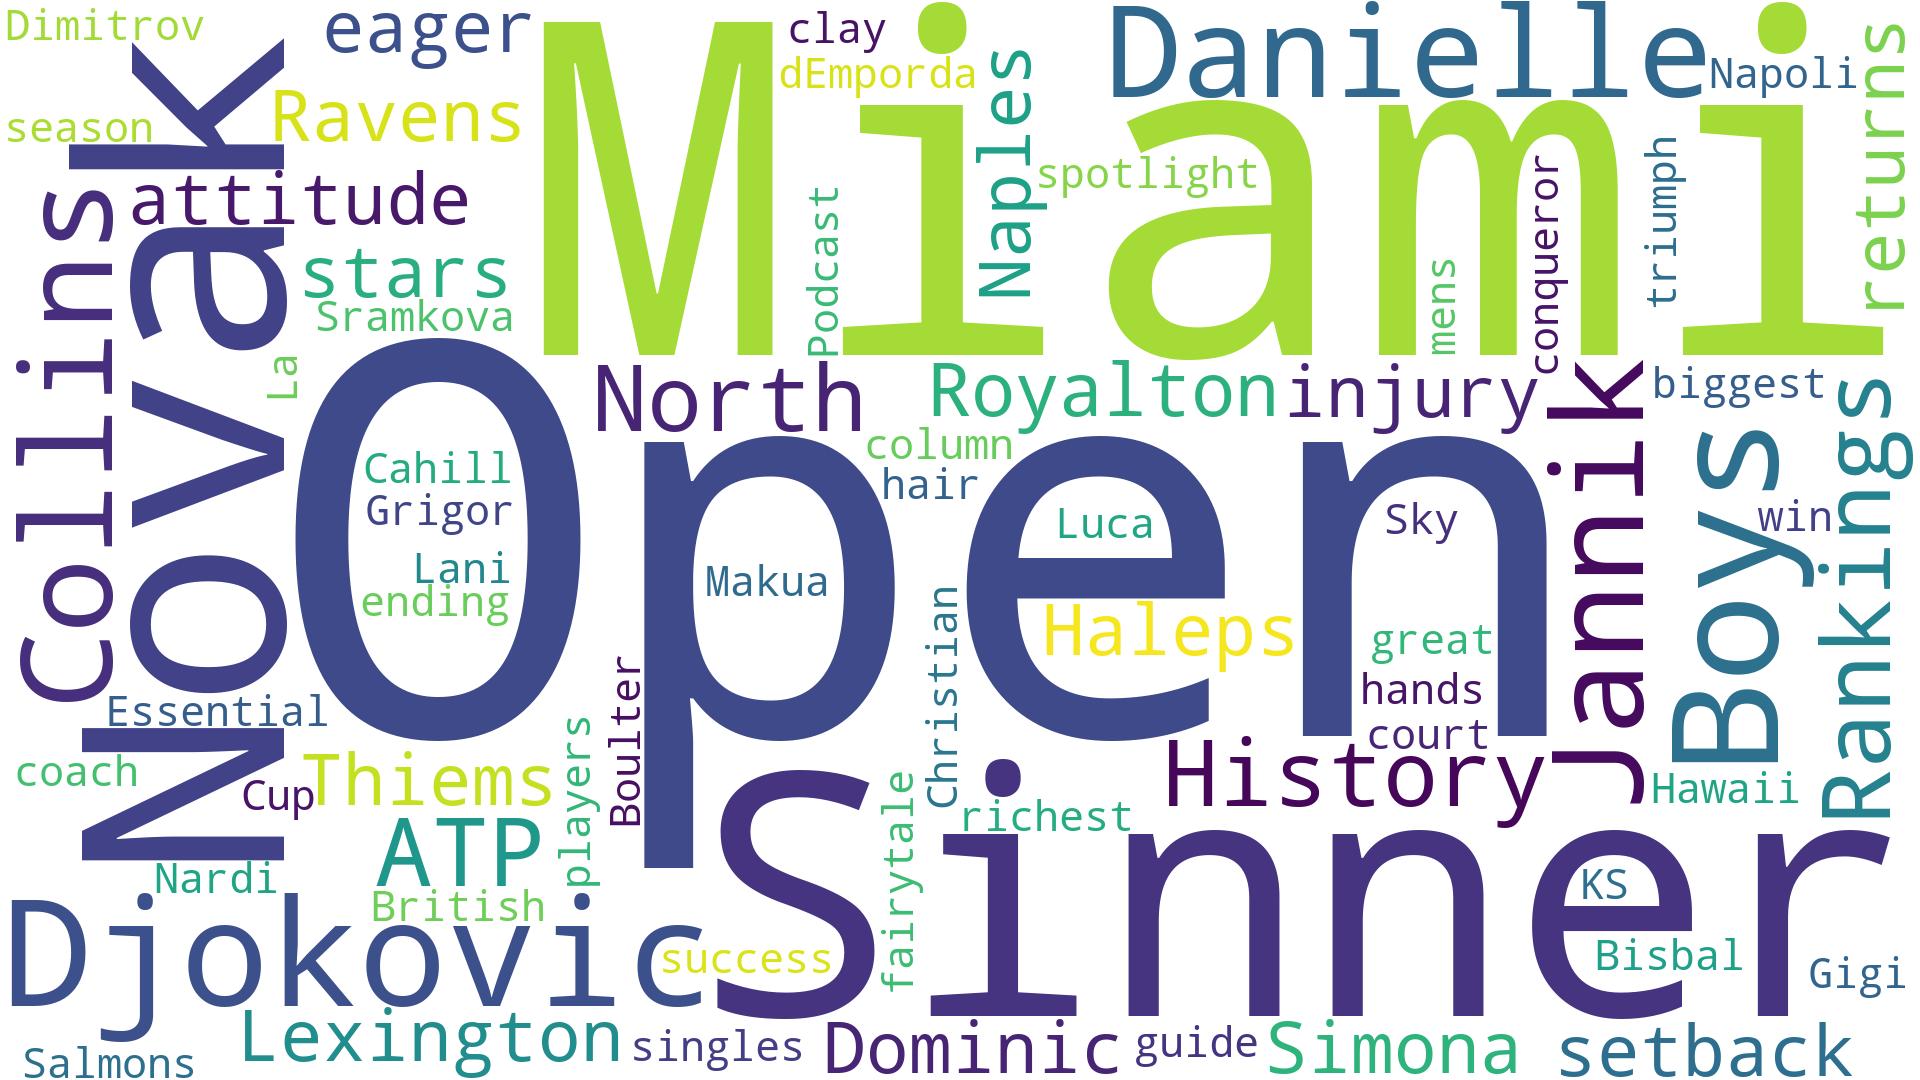 Dimitrov
eager
clay
Danielle
dEmporda
Napoli
Miami
Ravens
season
Naples
returns
attitude
spotlight
Podcast
conqueror
triumph
Collins
Novak
stars
Sramkova
mens
La
North
Royalton
injury
Jannik
biggest
Rankings
Open
Cahill
Grigor
column
hair
Luca
Sky
Boys
win
Lani
ending
Makua
Christian
Haleps
great
hands
court
Essential
Boulter
players
coach
Cup
Thiems
History
Hawaii
ATP
fairytale
richest
Sinner
Nardi
British
KS
Djokovic
success
Bisbal
Gigi
Salmons
Lexington
singles
Dominic
guide
Simona
setback